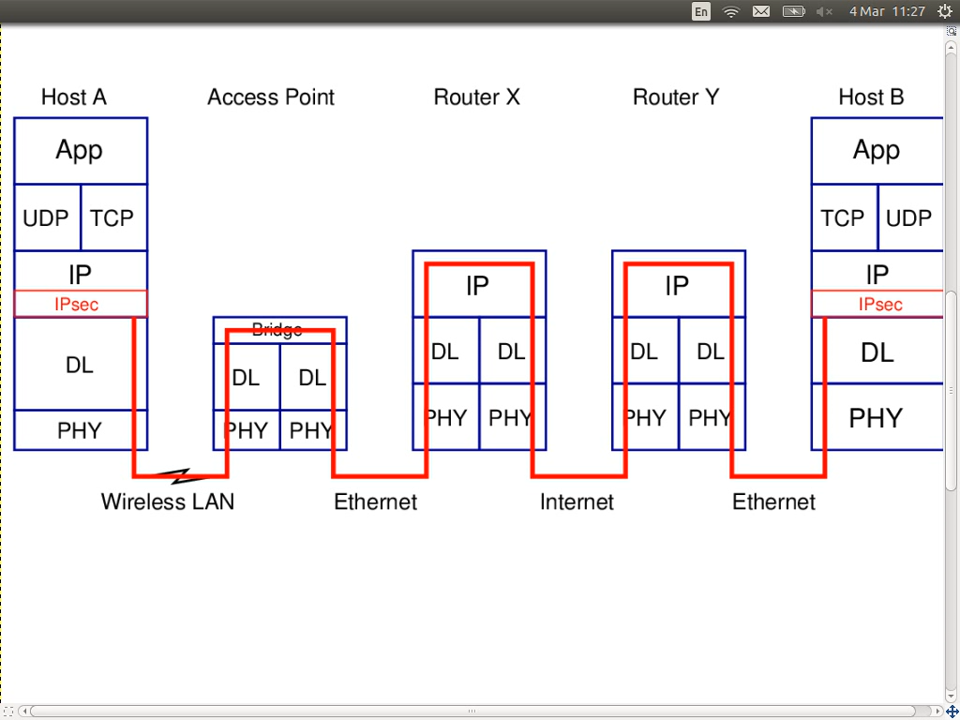 En 4 Mar 11:27
Host A Access Point Router X Router Y Host B
App App
UDP TCP TCP UDP
IP IP IP IP
IPsec IPsec
Bridge
DL DL DL DL DL DL DL DL
PHY PHY PHY PHY PHY PHY PHY PHY
Wireless LAN Ethernet Internet Ethernet